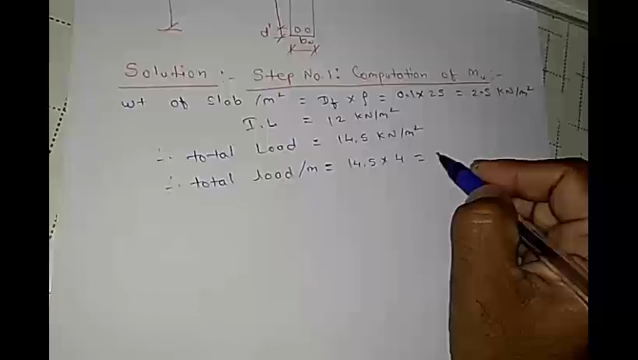 d'
b₀
Solution :- Step No.1: Computation of Mu :-
wt of slab /m² = Df x ρ = 0.1 x 25 = 2.5 KN/m²
I.L = 12 KN/m²
∴ total Load = 14.5 KN/m²
∴ total load/m = 14.5 x 4 =